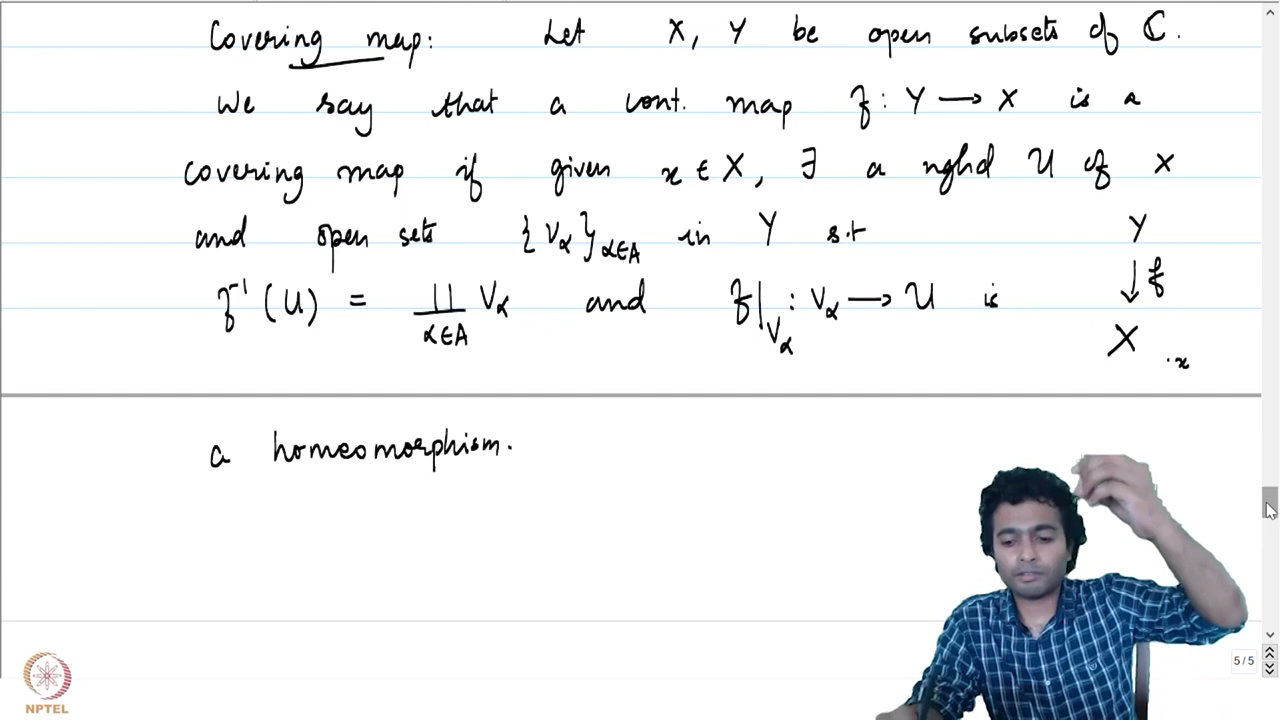 Covering map: Let X, Y be open subsets of ℂ.
We say that a cont. map f: Y ⟶ X is a
covering map if given x ∈ X, ∃ a nghd U of x
and open sets {V_α}_{α∈A} in Y s.t
f⁻¹(U) = ∐_{α∈A} V_α and f|_{V_α} : V_α ⟶ U is
Y
↓ f
X
.x
a homeomorphism.
5 / 5
NPTEL